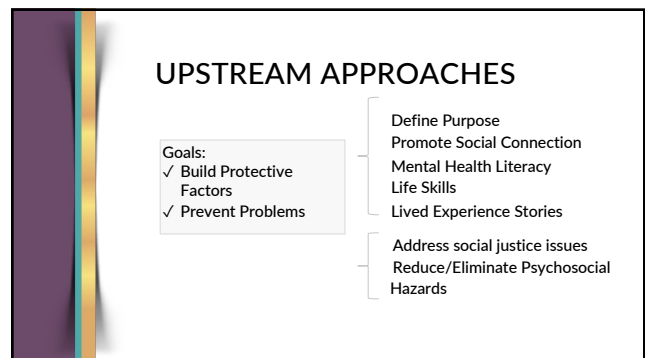 UPSTREAM APPROACHES
Goals:
✓ Build Protective
Factors
✓ Prevent Problems
Define Purpose
Promote Social Connection
Mental Health Literacy
Life Skills
Lived Experience Stories
Address social justice issues
Reduce/Eliminate Psychosocial
Hazards